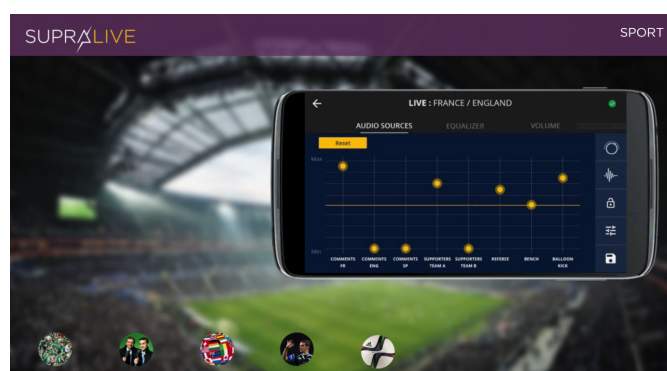 SUPRALIVE
SPORT
LIVE : FRANCE / ENGLAND
AUDIO SOURCES
EQUALIZER
VOLUME
Reset
Max
Min
COMMENTS FR
COMMENTS ENG
COMMENTS SP
SUPPORTERS TEAM A
SUPPORTERS TEAM B
REFEREE
BENCH
BALLOON KICK